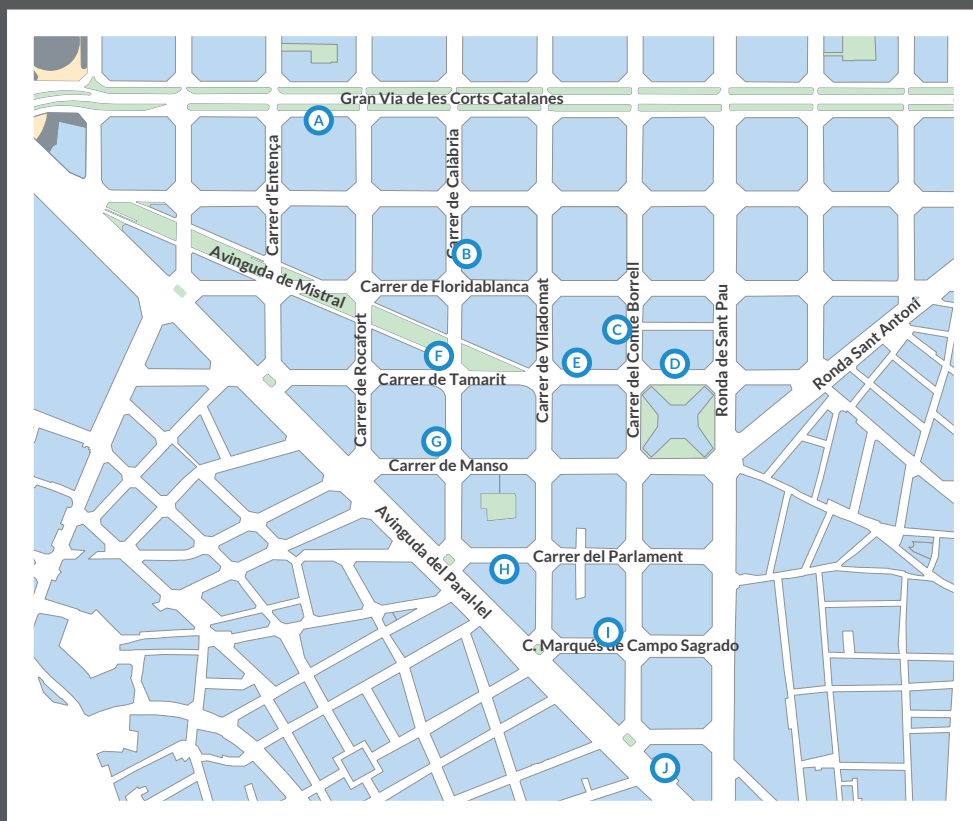 Gran Via de les Corts Catalanes
A
Carrer d'Entença
Carrer de Calàbria
B
Avinguda de Mistral
Carrer de Floridablanca
Carrer de Viladomat
Carrer del Comte Borrell
Ronda de Sant Pau
Ronda Sant Antoni
Carrer de Rocafort
C
F
E
D
Carrer de Tamarit
G
Carrer de Manso
Avinguda del Paral·lel
Carrer del Parlament
H
I
C. Marqués de Campo Sagrado
J